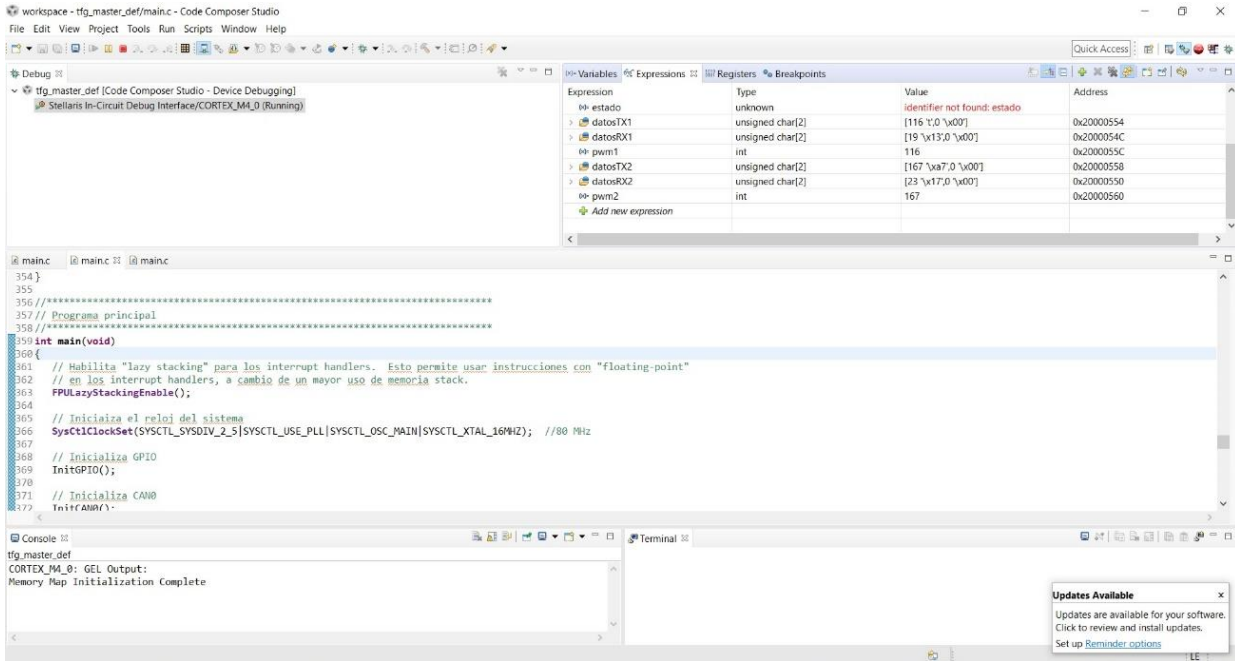 workspace - tfg_master_def/main.c - Code Composer Studio
File Edit View Project Tools Run Scripts Window Help
Quick Access
Debug
tfg_master_def [Code Composer Studio - Device Debugging]
Stellaris In-Circuit Debug Interface/CORTEX_M4_0 (Running)
Variables Expressions Registers Breakpoints
Expression Type Value Address
estado unknown identifier not found: estado
datosTX1 unsigned char[2] [116 't',0 '\x00'] 0x20000554
datosRX1 unsigned char[2] [19 '\x13',0 '\x00'] 0x2000054C
pwm1 int 116 0x2000055C
datosTX2 unsigned char[2] [167 '\xa7',0 '\x00'] 0x20000558
datosRX2 unsigned char[2] [23 '\x17',0 '\x00'] 0x20000550
pwm2 int 167 0x20000560
Add new expression
main.c main.c main.c
354 }
355
356 //*****************************************************************************
357 // Programa principal
358 //*****************************************************************************
359 int main(void)
360 {
361 // Habilita "lazy stacking" para los interrupt handlers. Esto permite usar instrucciones con "floating-point"
362 // en los interrupt handlers, a cambio de un mayor uso de memoria stack.
363 FPULazyStackingEnable();
364
365 // Iniciaiza el reloj del sistema
366 SysCtlClockSet(SYSCTL_SYSDIV_2_5|SYSCTL_USE_PLL|SYSCTL_OSC_MAIN|SYSCTL_XTAL_16MHZ); //80 MHz
367
368 // Inicializa GPIO
369 InitGPIO();
370
371 // Inicializa CAN0
372 InitCAN0();
Console
tfg_master_def
CORTEX_M4_0: GEL Output:
Memory Map Initialization Complete
Terminal
Updates Available x
Updates are available for your software.
Click to review and install updates.
Set up Reminder options
LE